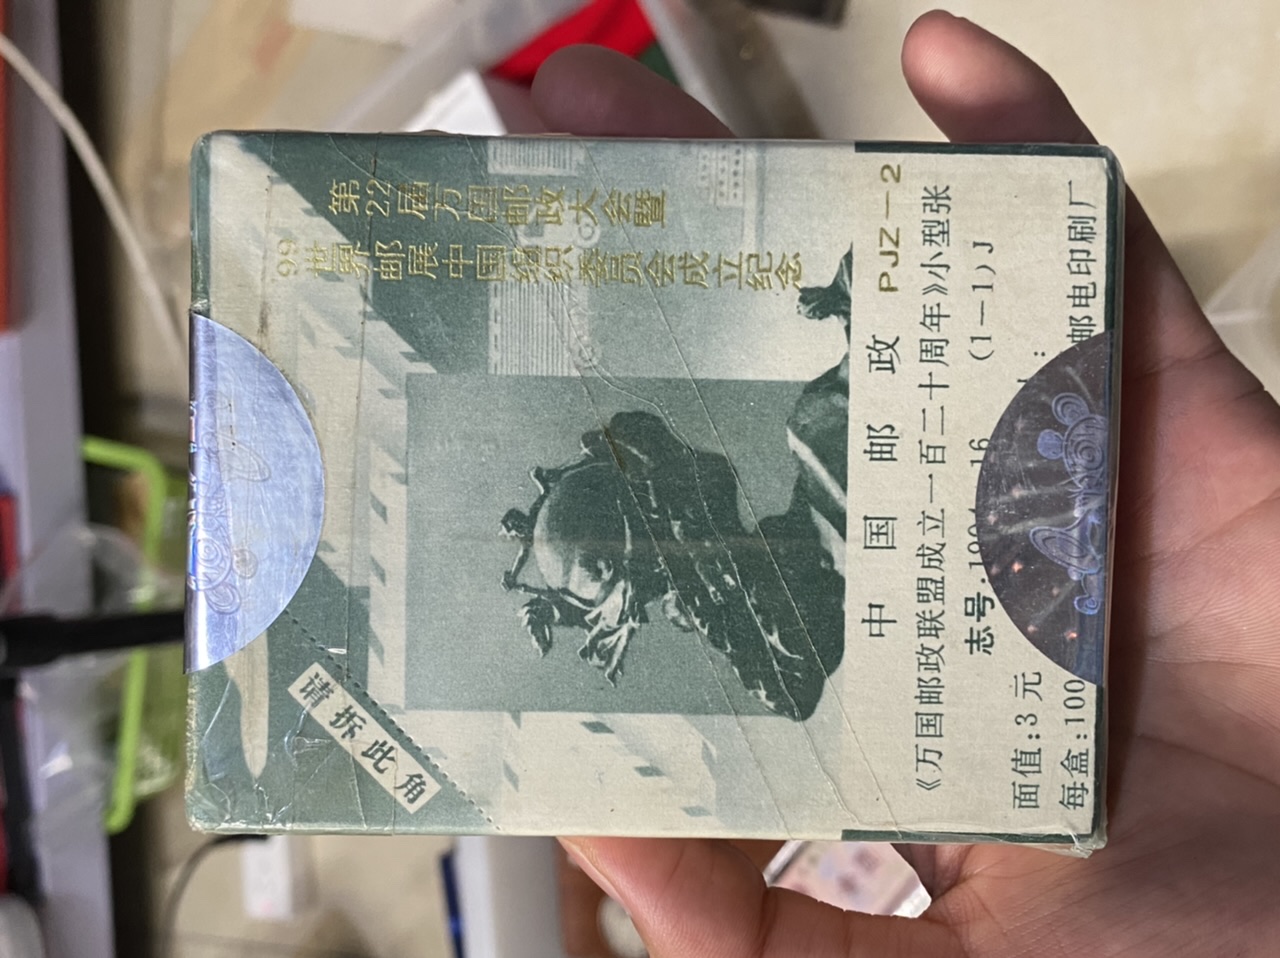 第22届万国邮政大会暨
99世界邮展中国组织委员会成立纪念
PJZ-2
中国邮政
《万国邮政联盟成立一百二十周年》小型张
(1-1)J
志号.199 16
面值:3元
每盒:100
邮电印刷厂
请拆此角